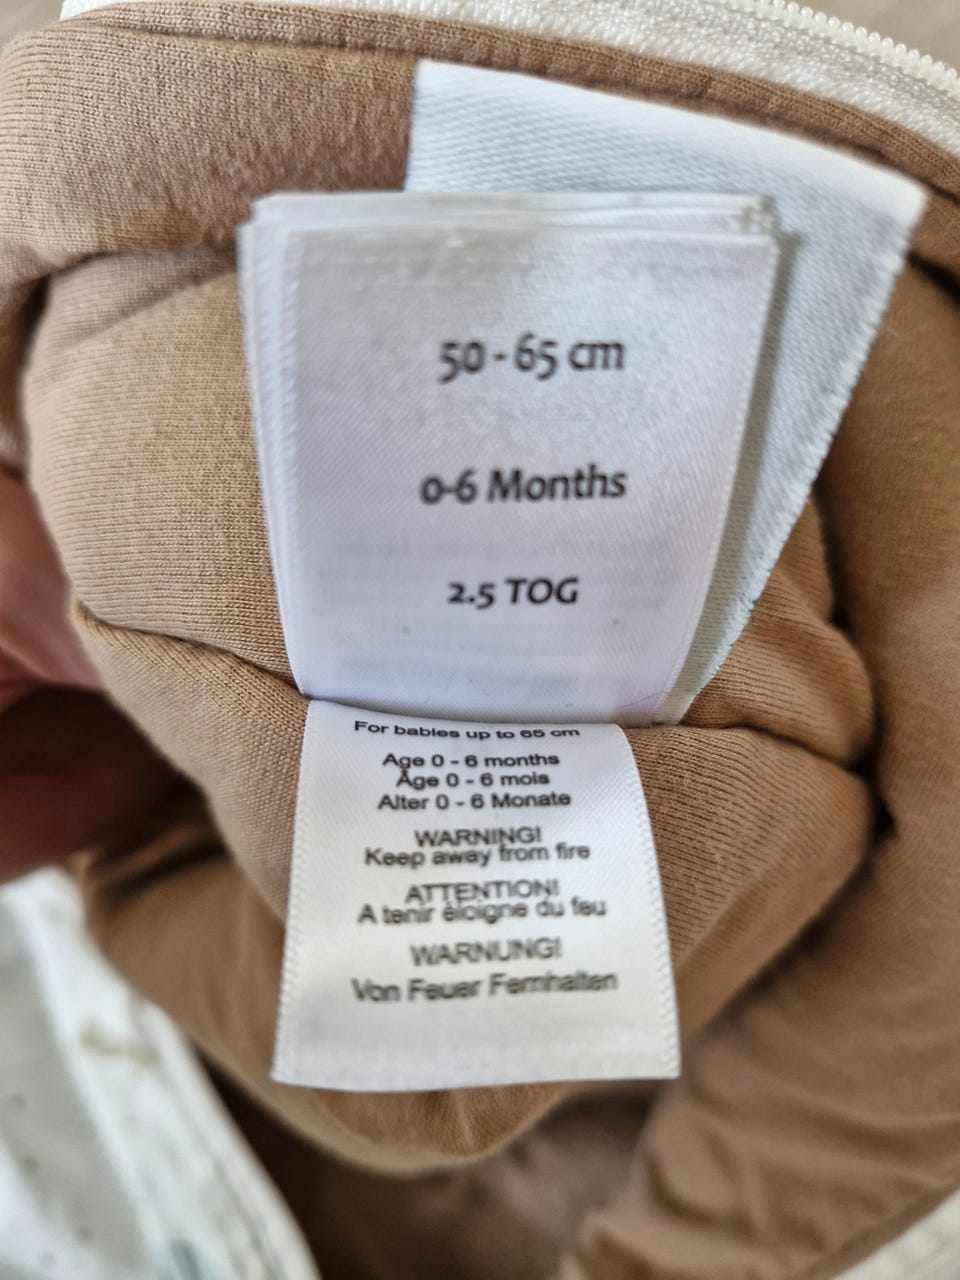 50 - 65 cm
0-6 Months
2.5 TOG
For babies up to 65 cm
Age 0 - 6 months
Âge 0 - 6 mois
Alter 0 - 6 Monate
WARNING!
Keep away from fire
ATTENTION!
A tenir éloigne du feu
WARNUNG!
Von Feuer Fernhalten